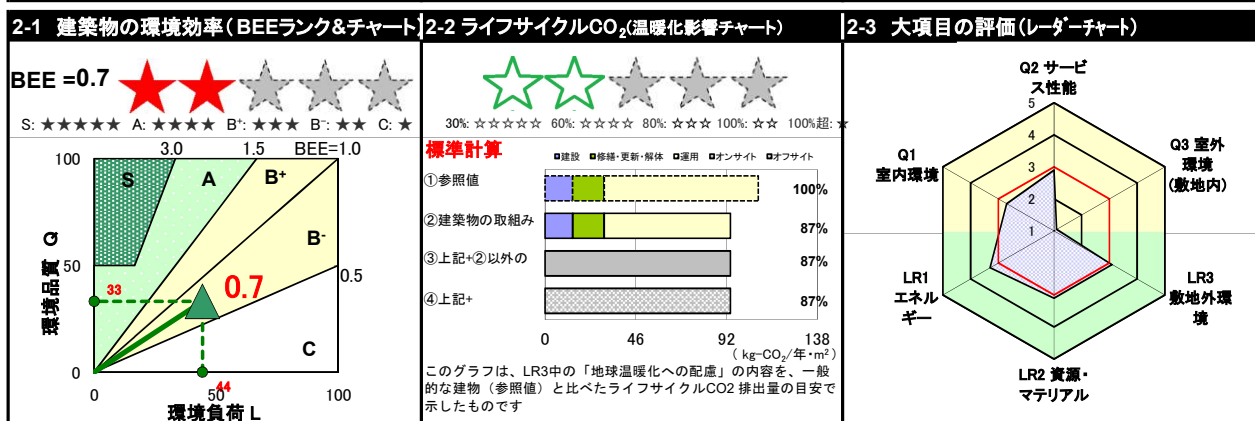 2-1 建築物の環境効率(BEEランク&チャート)
BEE =0.7
S: ★★★★★ A: ★★★★ B⁺: ★★★ B⁻: ★★ C: ★
3.0 1.5 BEE=1.0
100
S A B⁺
B⁻
50
0.5
環境品質 Q
33
0.7
C
0
44
0 50 100
環境負荷 L
2-2 ライフサイクルCO₂(温暖化影響チャート)
30%: ☆☆☆☆☆ 60%: ☆☆☆☆ 80%: ☆☆☆ 100%: ☆☆ 100%超: ★
標準計算
建設 修繕・更新・解体 運用 オンサイト オフサイト
①参照値 100%
②建築物の取組み 87%
③上記+②以外の 87%
④上記+ 87%
0 46 92 138
( kg-CO₂/年・m²)
このグラフは、LR3中の「地球温暖化への配慮」の内容を、一般
的な建物(参照値)と比べたライフサイクルCO2 排出量の目安で
示したものです
2-3 大項目の評価(レーダーチャート)
Q2 サービ
ス性能
5
4
3
2
1
Q1
室内環境
Q3 室外
環境
(敷地内)
LR1
エネル
ギー
LR3
敷地外環
境
LR2 資源・
マテリアル